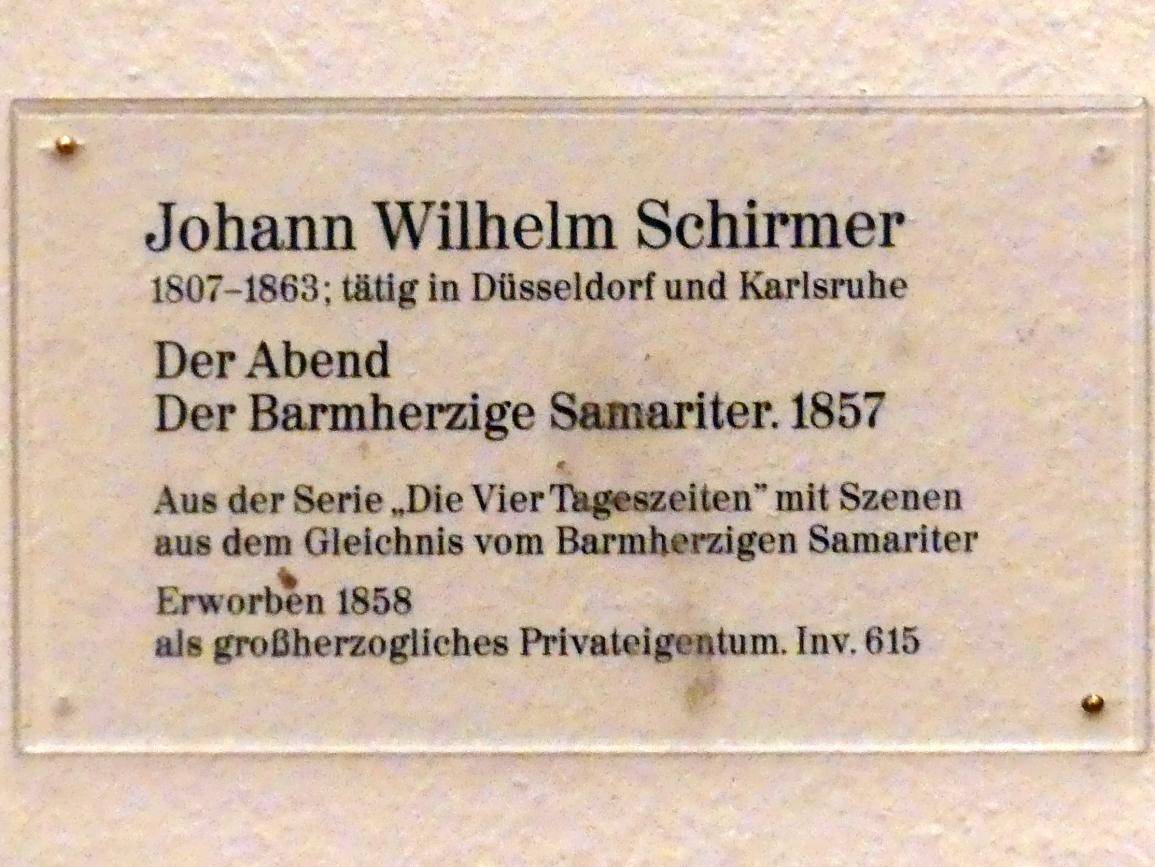 Johann Wilhelm Schirmer
1807–1863; tätig in Düsseldorf und Karlsruhe
Der Abend
Der Barmherzige Samariter. 1857
Aus der Serie „Die Vier Tageszeiten” mit Szenen
aus dem Gleichnis vom Barmherzigen Samariter
Erworben 1858
als großherzogliches Privateigentum. Inv. 615